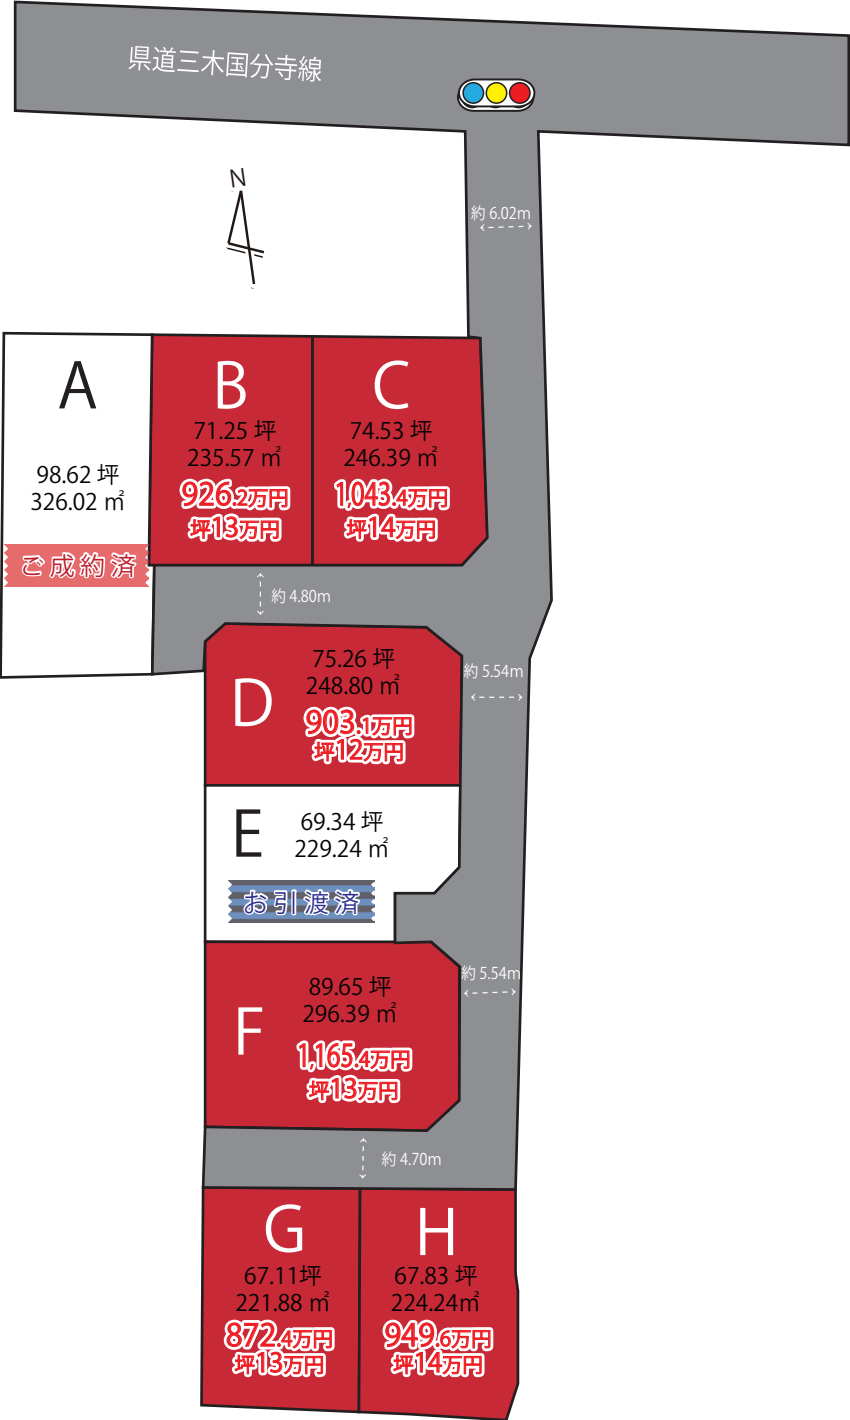 県道三木国分寺線
N
約 6.02m
A
98.62 坪
326.02 ㎡
ご成約済
B
71.25 坪
235.57 ㎡
926.2万円
坪13万円
C
74.53 坪
246.39 ㎡
1,043.4万円
坪14万円
約 4.80m
D
75.26 坪
248.80 ㎡
903.1万円
坪12万円
約 5.54m
E
69.34 坪
229.24 ㎡
お引渡済
F
89.65 坪
296.39 ㎡
1,165.4万円
坪13万円
約 5.54m
約 4.70m
G
67.11坪
221.88 ㎡
872.4万円
坪13万円
H
67.83 坪
224.24㎡
949.6万円
坪14万円